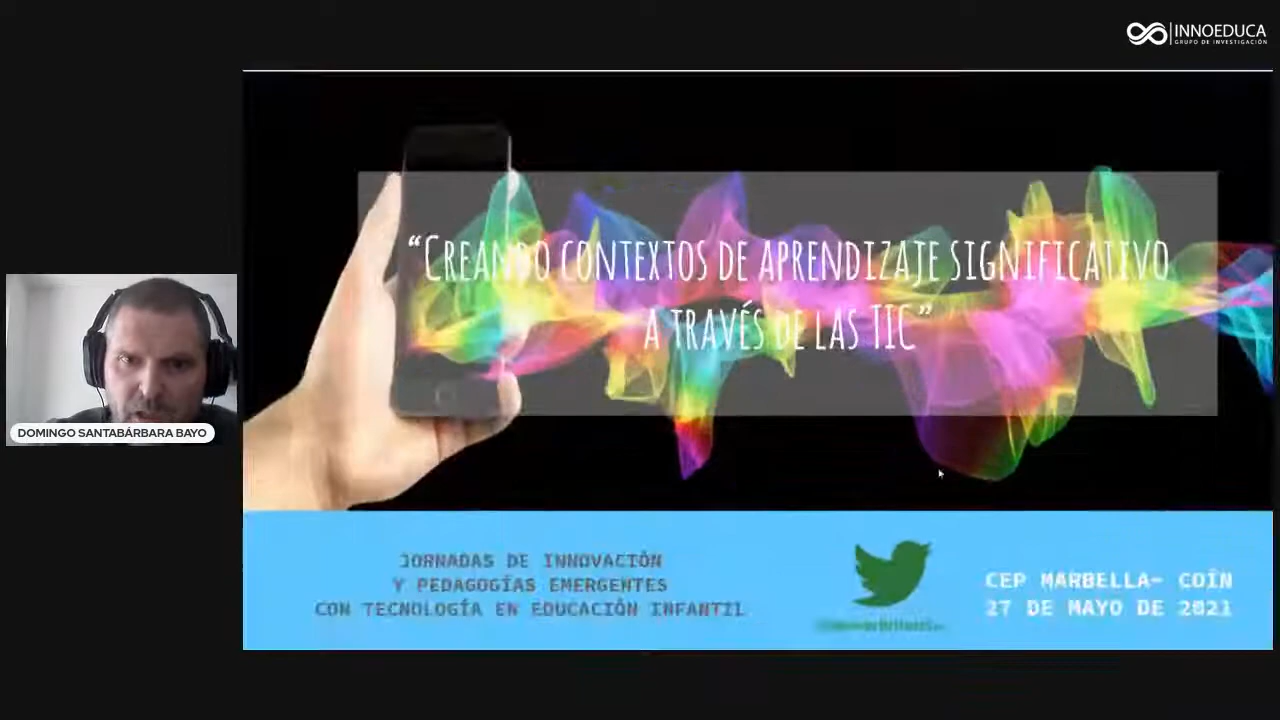 INNOEDUCA
GRUPO DE INVESTIGACIÓN
“CREANDO CONTEXTOS DE APRENDIZAJE SIGNIFICATIVO
A TRAVÉS DE LAS TIC”
DOMINGO SANTABÁRBARA BAYO
JORNADAS DE INNOVACIÓN
Y PEDAGOGÍAS EMERGENTES
CON TECNOLOGÍA EN EDUCACIÓN INFANTIL
CEP MARBELLA- COÍN
27 DE MAYO DE 2021